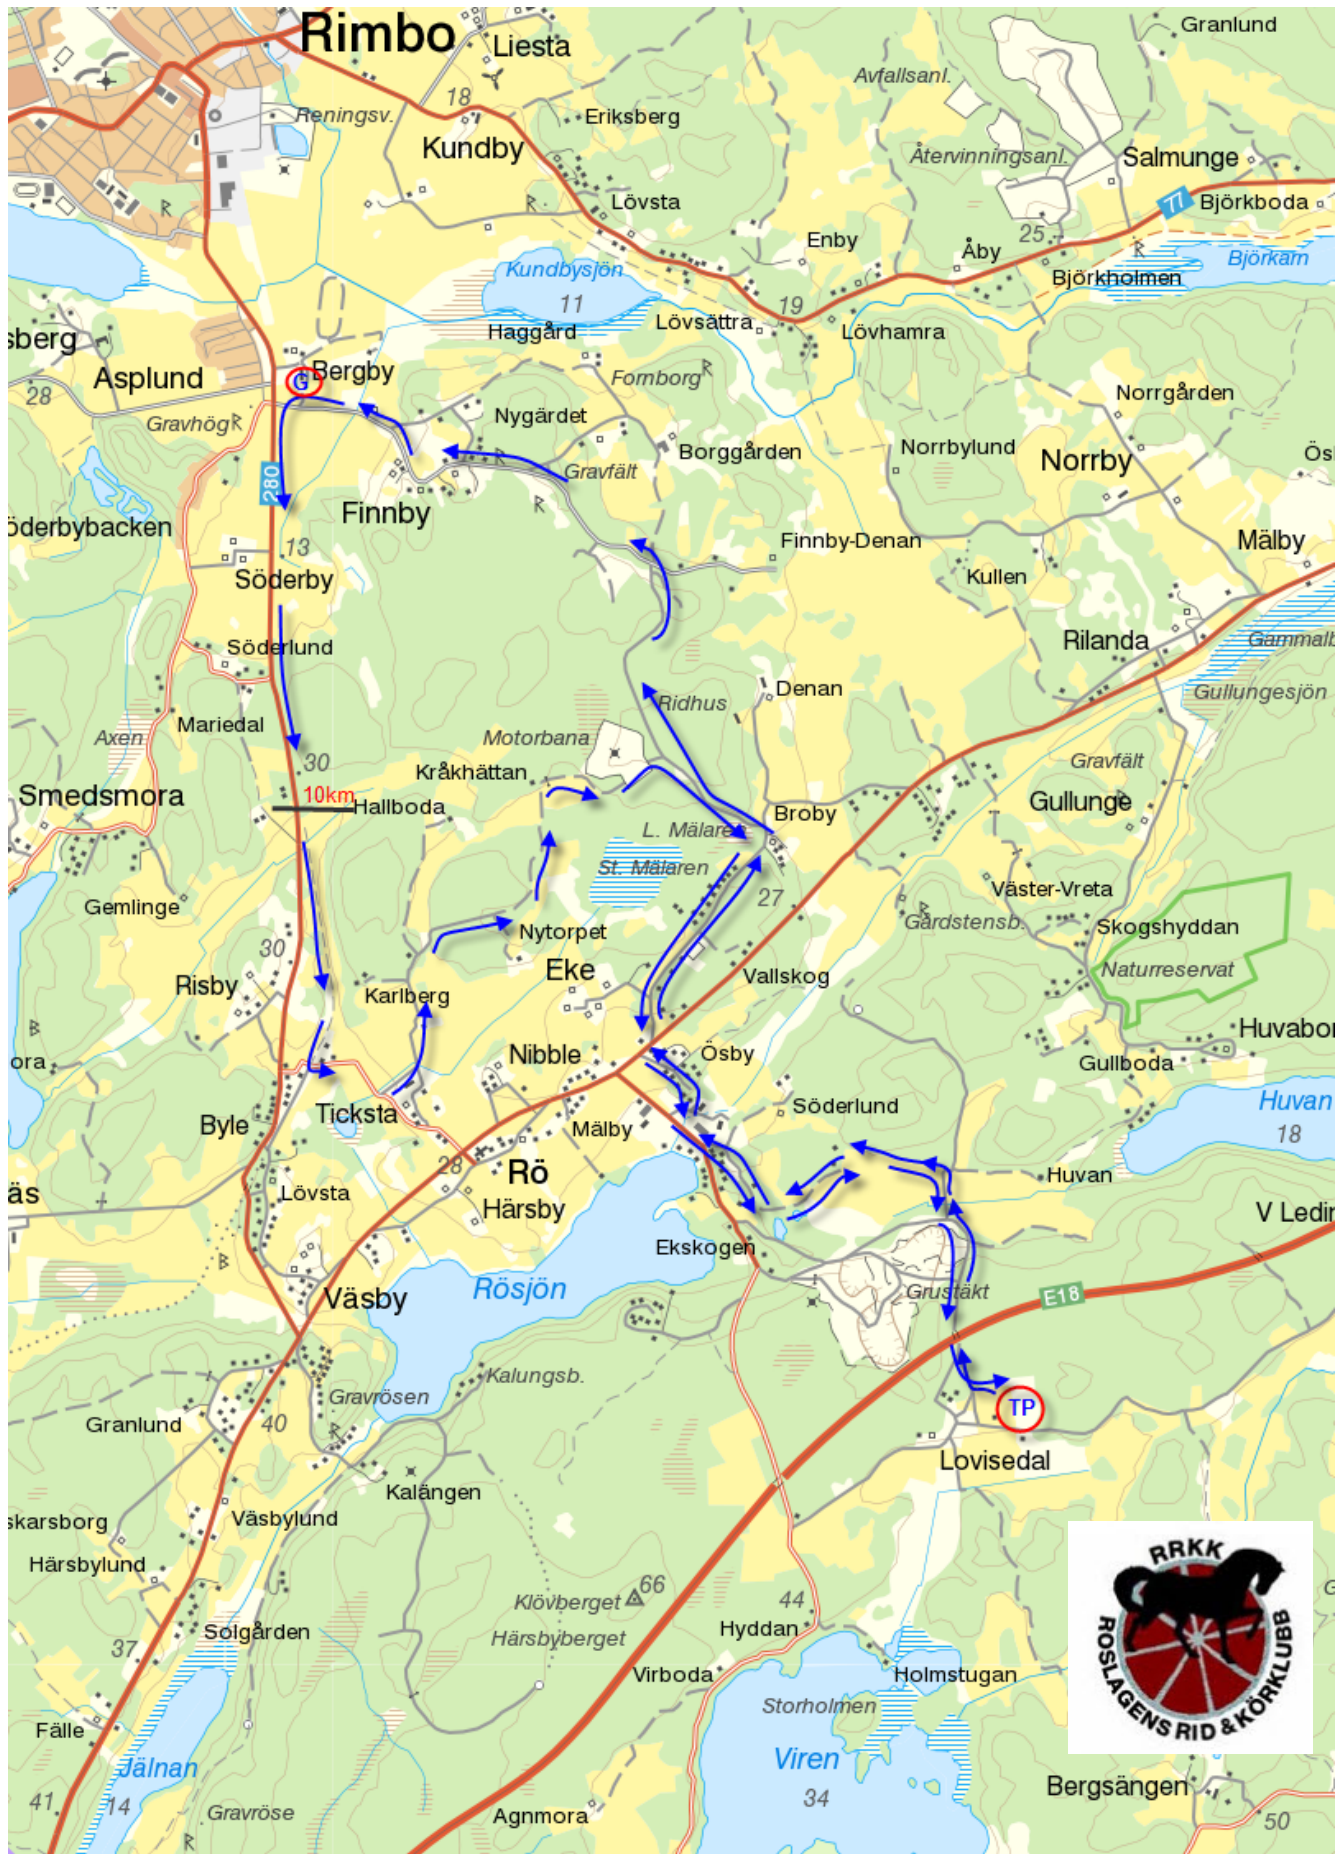 Rimbo
Liesta
Granlund
Avfallsanl.
18
Reningsv.
Eriksberg
Kundby
Återvinningsanl.
Salmunge
Lövsta
77
Björkboda
Enby
25
Åby
Kundbysjön
Björkholmen
11
19
Lövsättra
Haggård
Lövhamra
sberg
Bergby
G
Asplund
Fornborg
28
Norrgården
Nygärdet
Gravhög
Borggården
Norrbylund
Norrby
Gravfält
280
Finnby
öderbybacken
Finnby-Denan
Mälby
13
Söderby
Kullen
Söderlund
Rilanda
Denan
Gullungesjön
Ridhus
Mariedal
Axen
Motorbana
30
Kråkhättan
Gravfält
Smedsmora
10km
Hallboda
Gullunge
Broby
L. Mälaren
St. Mälaren
Väster-Vreta
27
Gemlinge
Gårdstensb.
Skogshyddan
Nytorpet
30
Eke
Naturreservat
Vallskog
Risby
Karlberg
Huvabor
Nibble
Ösby
ora
Gullboda
Huvan
Ticksta
Söderlund
Byle
Mälby
18
28
Rö
Huvan
äs
Lövsta
Härsby
V Ledin
Ekskogen
Rösjön
Grustäkt
Väsby
E18
Kalungsb.
Gravrösen
Granlund
40
TP
Lovisedal
Kalängen
skarsborg
Väsbylund
Härsbylund
RRKK
ROSLAGENS RID & KÖRKLUBB
66
Klövberget
44
Solgården
Hyddan
Härsbyberget
37
Virboda
Holmstugan
Storholmen
Fälle
Viren
Jälnan
Bergsängen
34
41
14
Gravröse
Agnmora
50